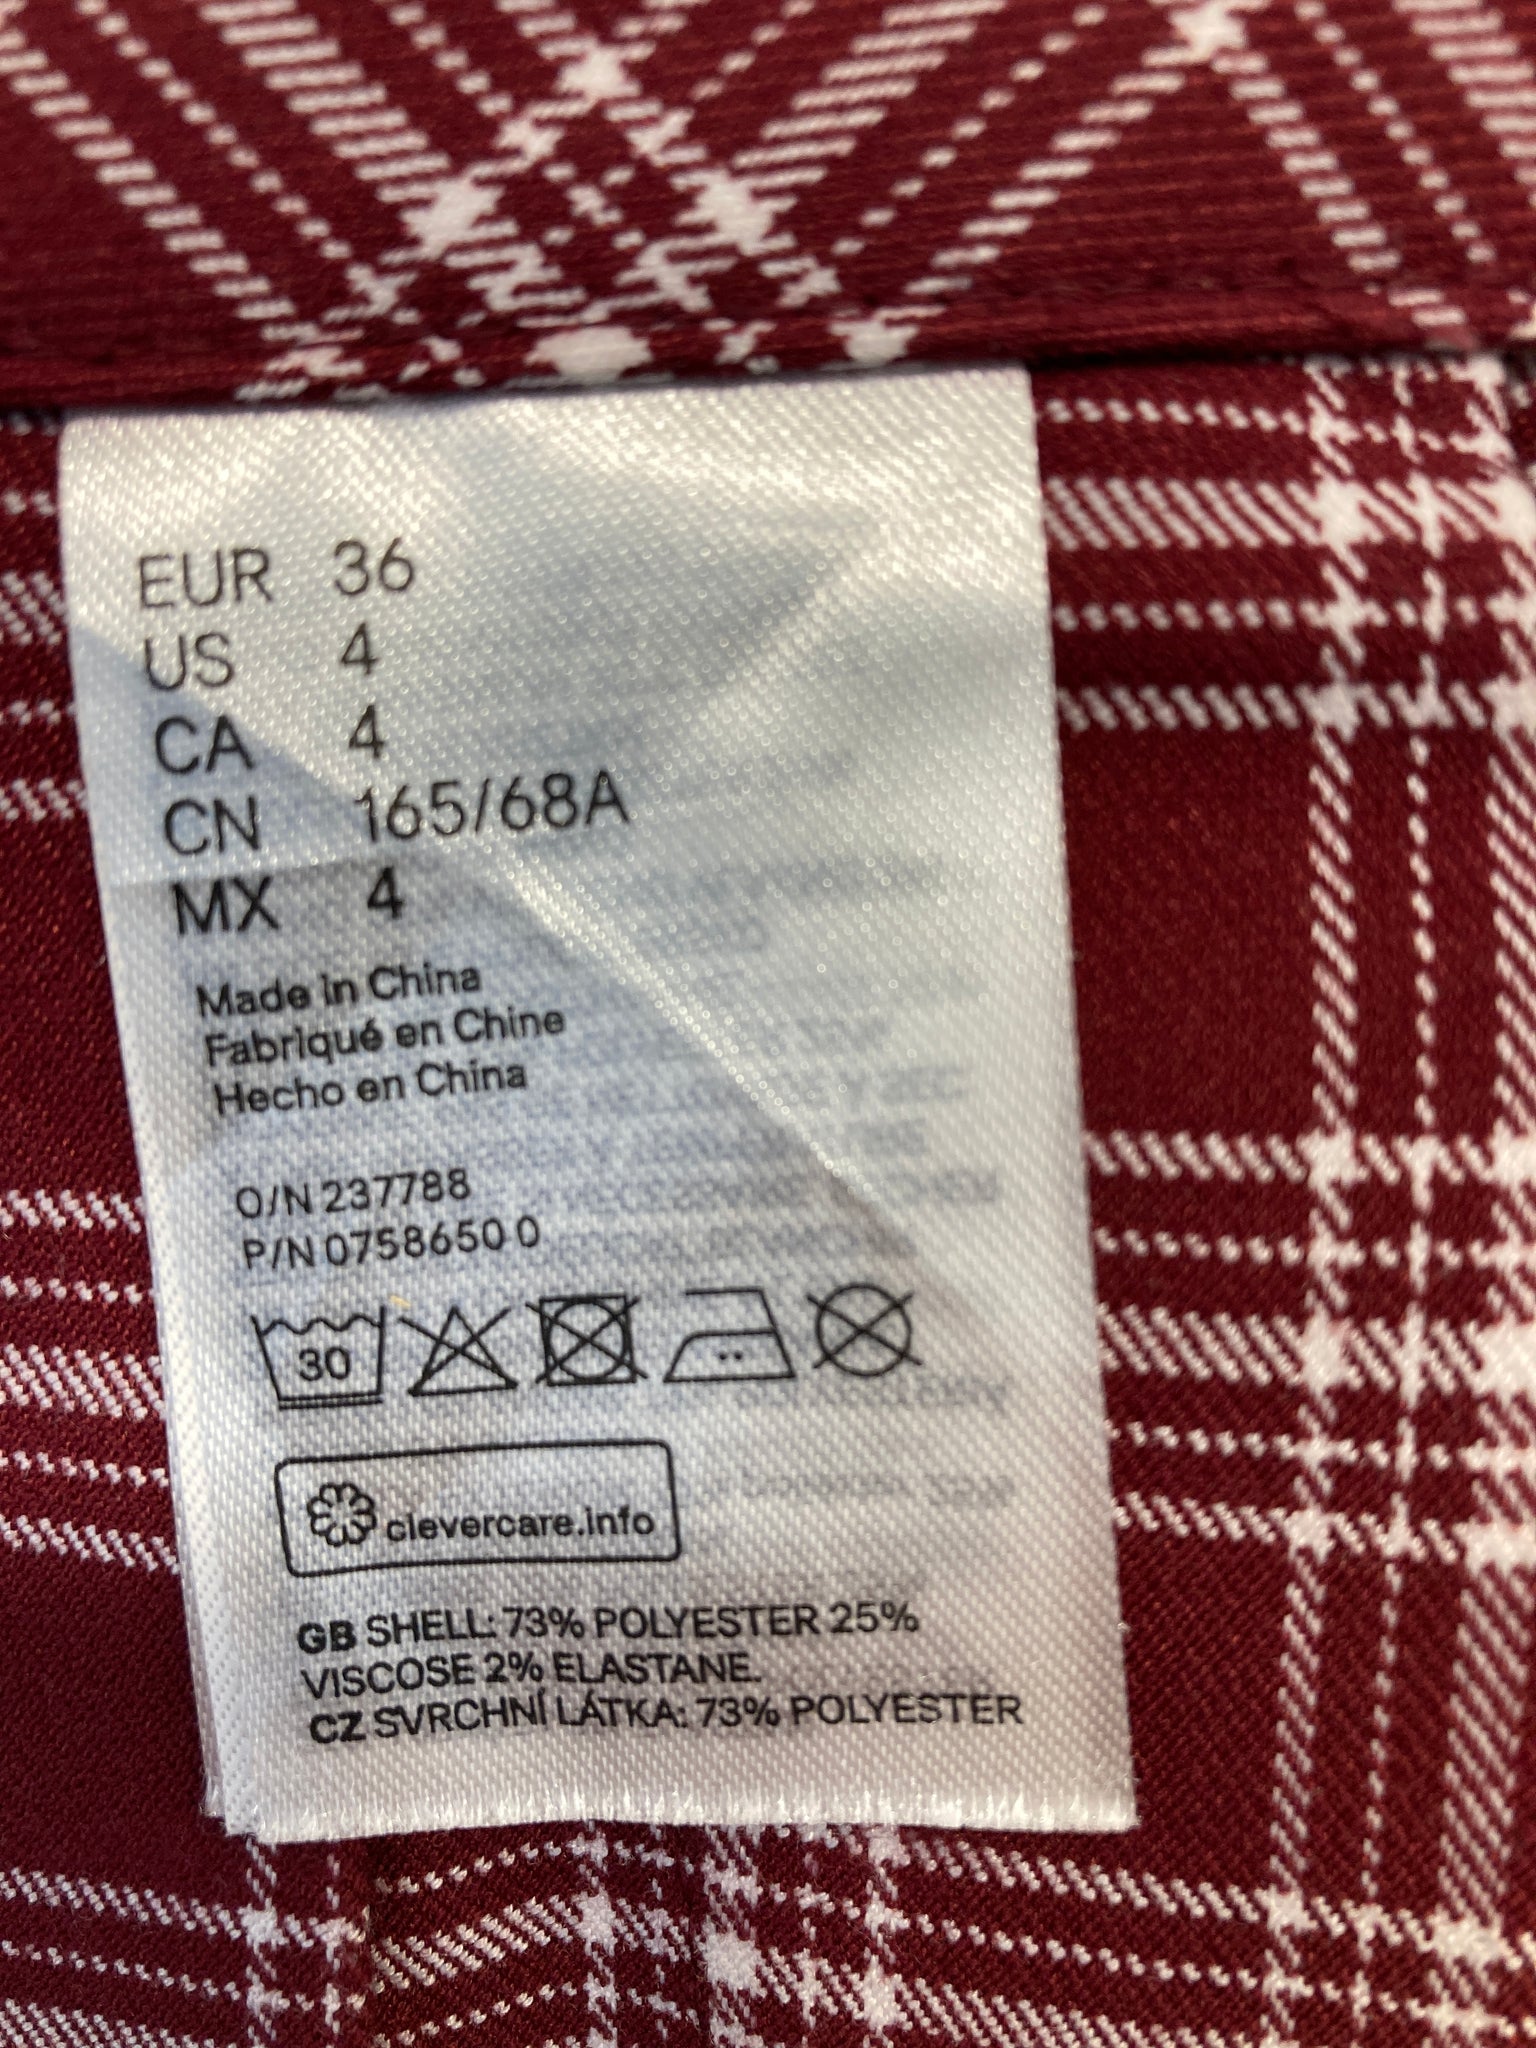 EUR 36
US 4
CA 4
CN 165/68A
MX 4
Made in China
Fabriqué en Chine
Hecho en China
O/N 237788
P/N 0758650 0
30
clevercare.info
GB SHELL: 73% POLYESTER 25%
VISCOSE 2% ELASTANE.
CZ SVRCHNÍ LÁTKA: 73% POLYESTER